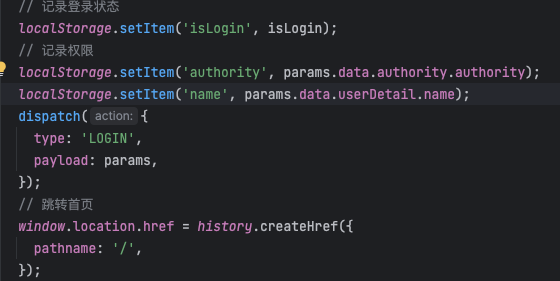 // 记录登录状态
localStorage.setItem('isLogin', isLogin);
// 记录权限
localStorage.setItem('authority', params.data.authority.authority);
localStorage.setItem('name', params.data.userDetail.name);
dispatch( action: {
  type: 'LOGIN',
  payload: params,
});
// 跳转首页
window.location.href = history.createHref({
  pathname: '/',
});